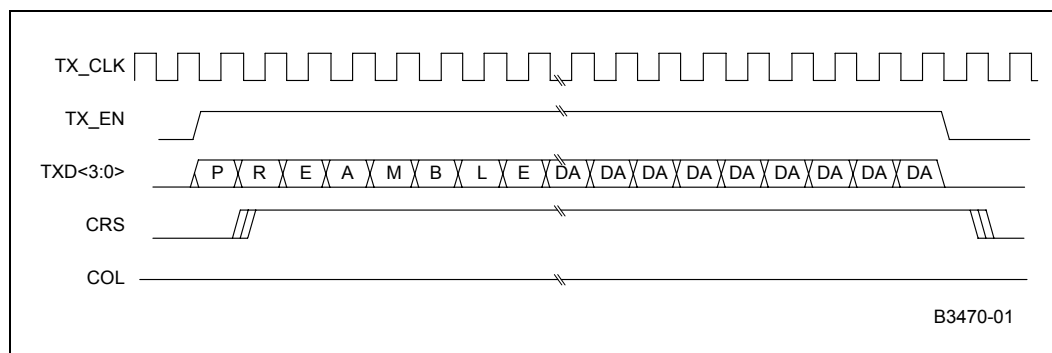 TX_CLK
TX_EN
TXD<3:0> P R E A M B L E DA DA DA DA DA DA DA DA DA
CRS
COL
B3470-01